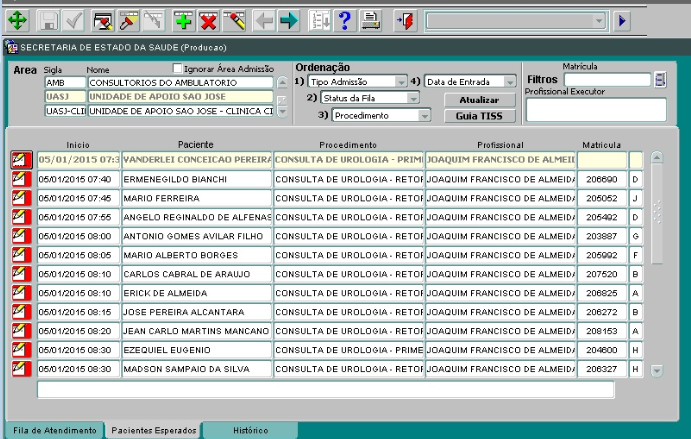 SECRETARIA DE ESTADO DA SAUDE (Producao)
Area Sigla Nome Ignorar Área Admissão
AMB CONSULTORIOS DO AMBULATORIO
UASJ UNIDADE DE APOIO SAO JOSE
UASJ-CLI UNIDADE DE APOIO SAO JOSE - CLINICA CI
Ordenação
1) Tipo Admissão 4) Data de Entrada
2) Status da Fila Atualizar
3) Procedimento Guia TISS
Matrícula
Filtros
Profissional Executor
Inicio Paciente Procedimento Profissional Matricula
05/01/2015 07:3 VANDERLEI CONCEICAO PEREIRA CONSULTA DE UROLOGIA - PRIMI JOAQUIM FRANCISCO DE ALMEID
05/01/2015 07:40 ERMENEGILDO BIANCHI CONSULTA DE UROLOGIA - RETOF JOAQUIM FRANCISCO DE ALMEIDA 206690 D
05/01/2015 07:45 MARIO FERREIRA CONSULTA DE UROLOGIA - RETOF JOAQUIM FRANCISCO DE ALMEIDA 205052 J
05/01/2015 07:55 ANGELO REGINALDO DE ALFENAS CONSULTA DE UROLOGIA - RETOF JOAQUIM FRANCISCO DE ALMEIDA 205492 D
05/01/2015 08:00 ANTONIO GOMES AVILAR FILHO CONSULTA DE UROLOGIA - RETOF JOAQUIM FRANCISCO DE ALMEIDA 203887 G
05/01/2015 08:05 MARIO ALBERTO BORGES CONSULTA DE UROLOGIA - RETOF JOAQUIM FRANCISCO DE ALMEIDA 205992 F
05/01/2015 08:10 CARLOS CABRAL DE ARAUJO CONSULTA DE UROLOGIA - RETOF JOAQUIM FRANCISCO DE ALMEIDA 207520 B
05/01/2015 08:10 ERICK DE ALMEIDA CONSULTA DE UROLOGIA - RETOF JOAQUIM FRANCISCO DE ALMEIDA 206825 A
05/01/2015 08:15 JOSE PEREIRA ALCANTARA CONSULTA DE UROLOGIA - RETOF JOAQUIM FRANCISCO DE ALMEIDA 206272 B
05/01/2015 08:20 JEAN CARLO MARTINS MANCANO CONSULTA DE UROLOGIA - RETOF JOAQUIM FRANCISCO DE ALMEIDA 208153 A
05/01/2015 08:30 EZEQUIEL EUGENIO CONSULTA DE UROLOGIA - PRIME JOAQUIM FRANCISCO DE ALMEIDA 204600 H
05/01/2015 08:30 MADSON SAMPAIO DA SILVA CONSULTA DE UROLOGIA - RETOF JOAQUIM FRANCISCO DE ALMEIDA 206327 H
Fila de Atendimento Pacientes Esperados Histórico